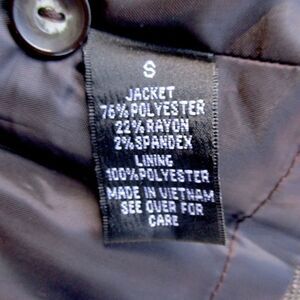 S
JACKET
76% POLYESTER
22% RAYON
2% SPANDEX
LINING
100% POLYESTER
MADE IN VIETNAM
SEE OVER FOR
CARE